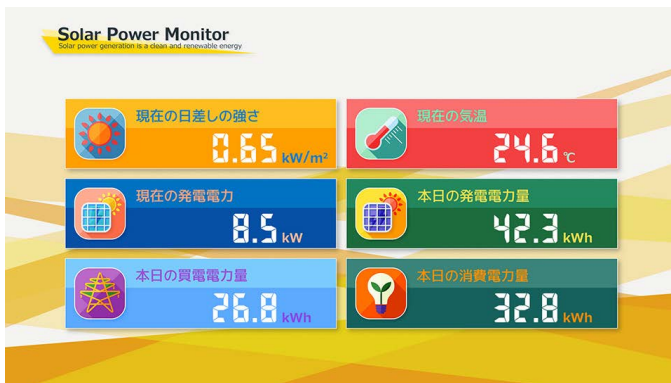 Solar Power Monitor
Solar power generation is a clean and renewable energy
現在の日差しの強さ
0.65 kW/m²
現在の気温
24.6 ℃
現在の発電電力
8.5 kW
本日の発電電力量
42.3 kWh
本日の買電電力量
26.8 kWh
本日の消費電力量
32.8 kWh